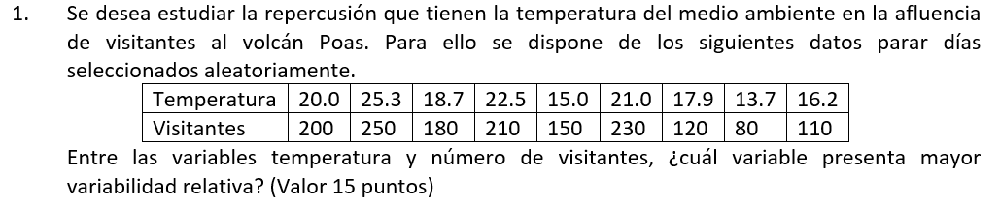 1. Se desea estudiar la repercusión que tienen la temperatura del medio ambiente en la afluencia
de visitantes al volcán Poas. Para ello se dispone de los siguientes datos parar días
seleccionados aleatoriamente.
Temperatura 20.0 25.3 18.7 22.5 15.0 21.0 17.9 13.7 16.2
Visitantes 200 250 180 210 150 230 120 80 110
Entre las variables temperatura y número de visitantes, ¿cuál variable presenta mayor
variabilidad relativa? (Valor 15 puntos)